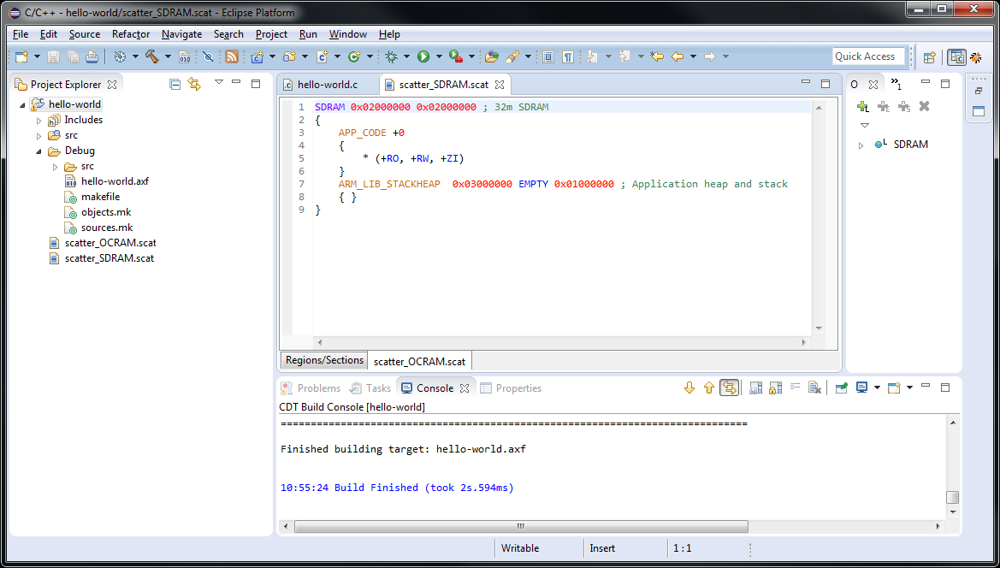 C/C++ - hello-world/scatter_SDRAM.scat - Eclipse Platform
File Edit Source Refactor Navigate Search Project Run Window Help
Quick Access
Project Explorer
hello-world
Includes
src
Debug
src
hello-world.axf
makefile
objects.mk
sources.mk
scatter_OCRAM.scat
scatter_SDRAM.scat
hello-world.c scatter_SDRAM.scat
1 SDRAM 0x02000000 0x02000000 ; 32m SDRAM
2 {
3 APP_CODE +0
4 {
5 * (+RO, +RW, +ZI)
6 }
7 ARM_LIB_STACKHEAP 0x03000000 EMPTY 0x01000000 ; Application heap and stack
8 { }
9 }
Regions/Sections scatter_OCRAM.scat
O »1
SDRAM
Problems Tasks Console Properties
CDT Build Console [hello-world]
==============================================================================
Finished building target: hello-world.axf
10:55:24 Build Finished (took 2s.594ms)
Writable Insert 1 : 1